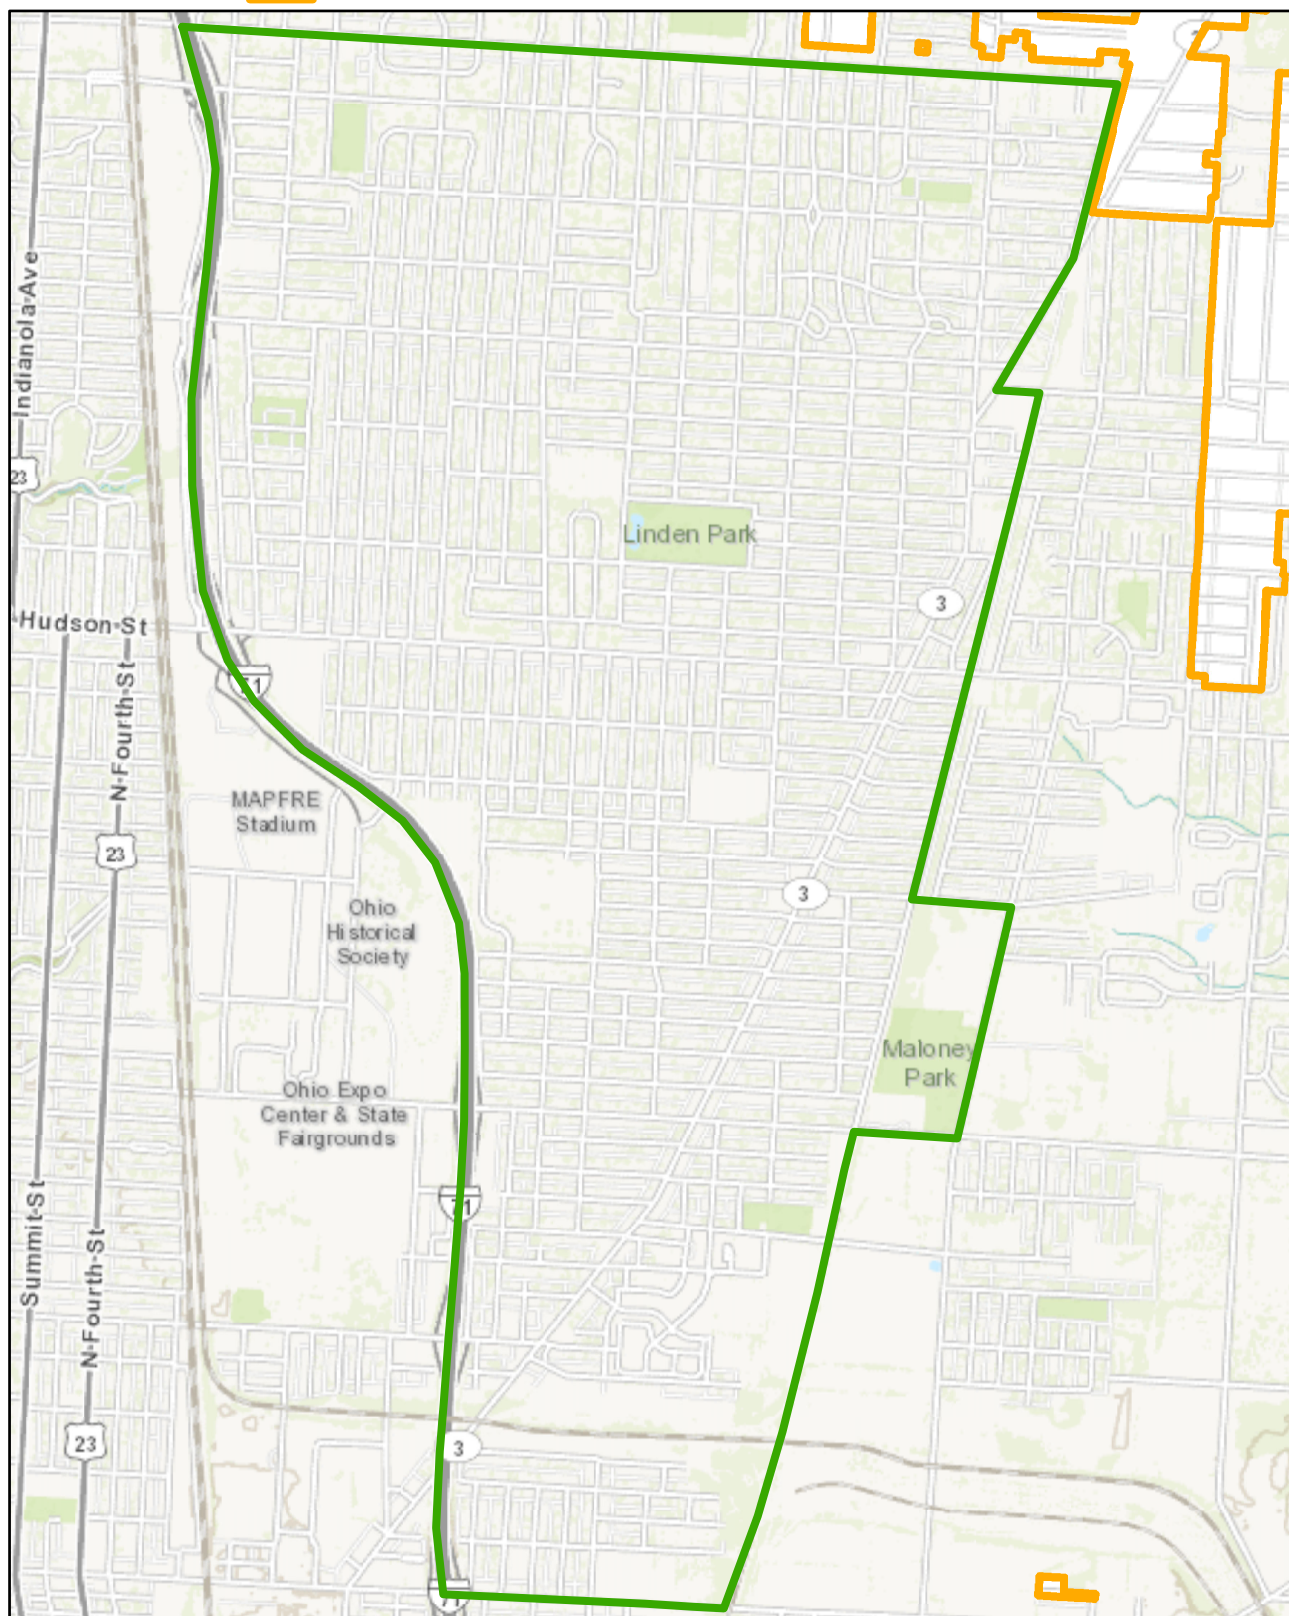 Indianola Ave
23
Linden Park
3
Hudson St
71
N Fourth St
MAPFRE
Stadium
23
3
Ohio
Historical
Society
Maloney
Park
Ohio Expo
Center & State
Fairgrounds
71
Summit St
N Fourth St
23
3
71